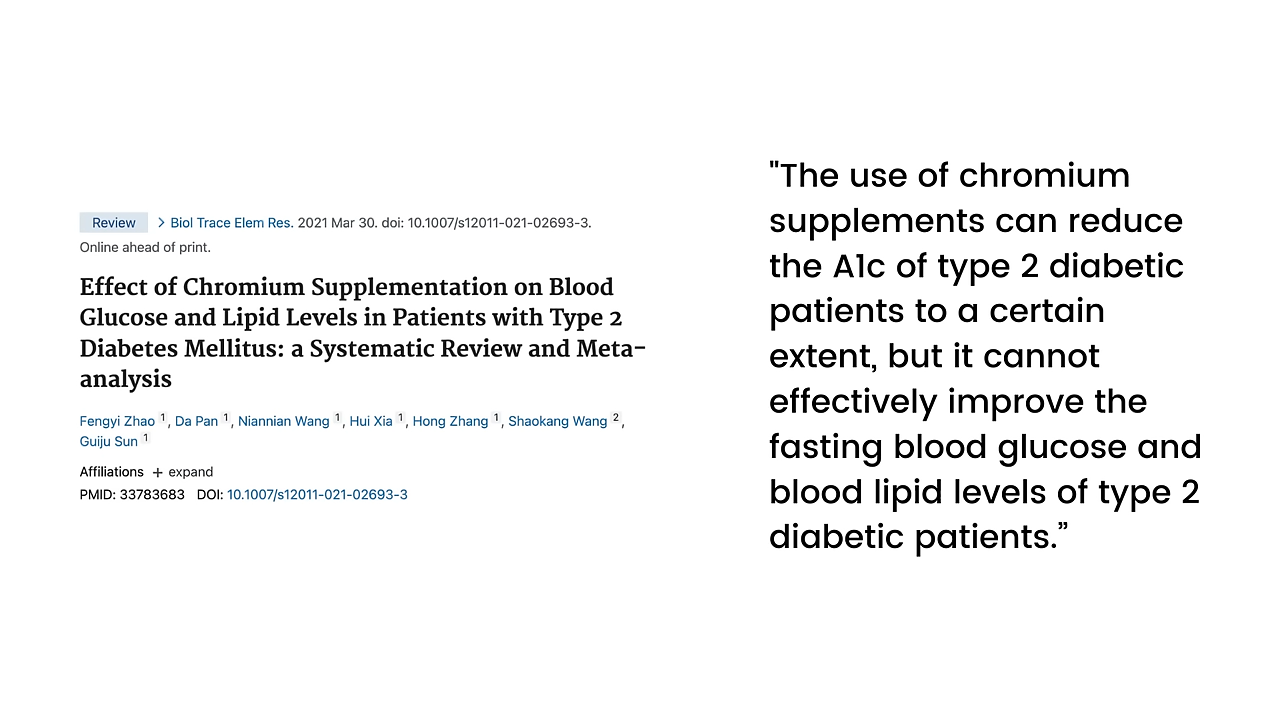 Review > Biol Trace Elem Res. 2021 Mar 30. doi: 10.1007/s12011-021-02693-3.
Online ahead of print.
Effect of Chromium Supplementation on Blood
Glucose and Lipid Levels in Patients with Type 2
Diabetes Mellitus: a Systematic Review and Meta-
analysis
Fengyi Zhao 1, Da Pan 1, Niannian Wang 1, Hui Xia 1, Hong Zhang 1, Shaokang Wang 2,
Guiju Sun 1
Affiliations + expand
PMID: 33783683 DOI: 10.1007/s12011-021-02693-3
"The use of chromium
supplements can reduce
the A1c of type 2 diabetic
patients to a certain
extent, but it cannot
effectively improve the
fasting blood glucose and
blood lipid levels of type 2
diabetic patients.”